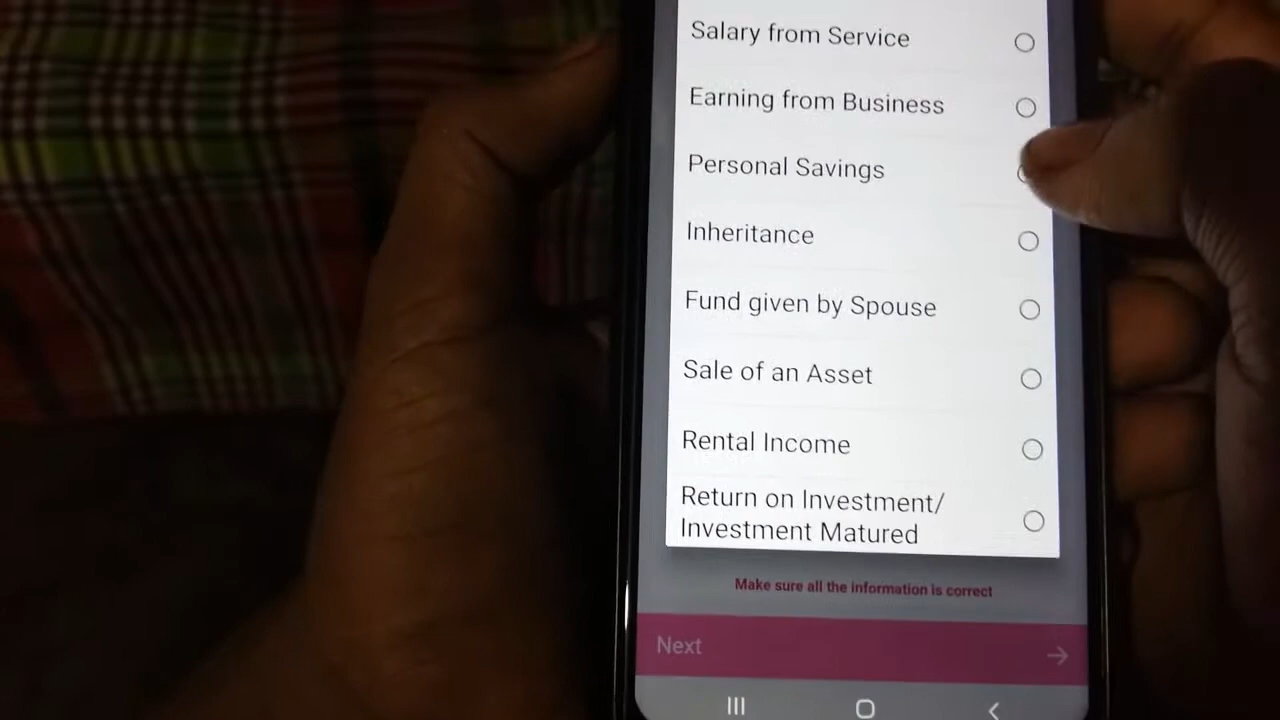 Salary from Service
Earning from Business
Personal Savings
Inheritance
Fund given by Spouse
Sale of an Asset
Rental Income
Return on Investment/
Investment Matured
Make sure all the information is correct
Next